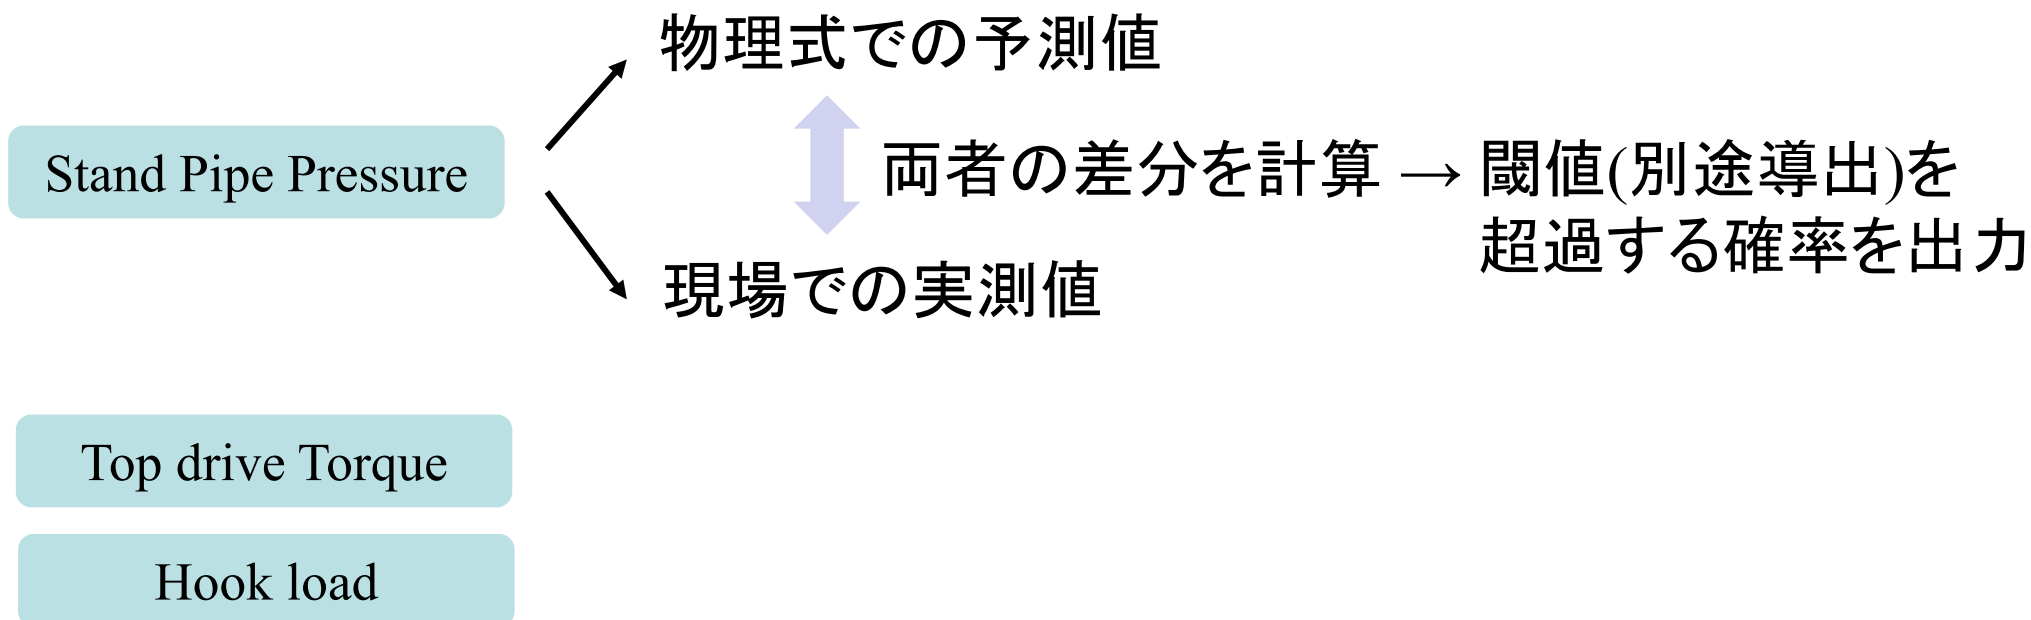 物理式での予測値
Stand Pipe Pressure
両者の差分を計算 → 閾値(別途導出)を
超過する確率を出力
現場での実測値
Top drive Torque
Hook load